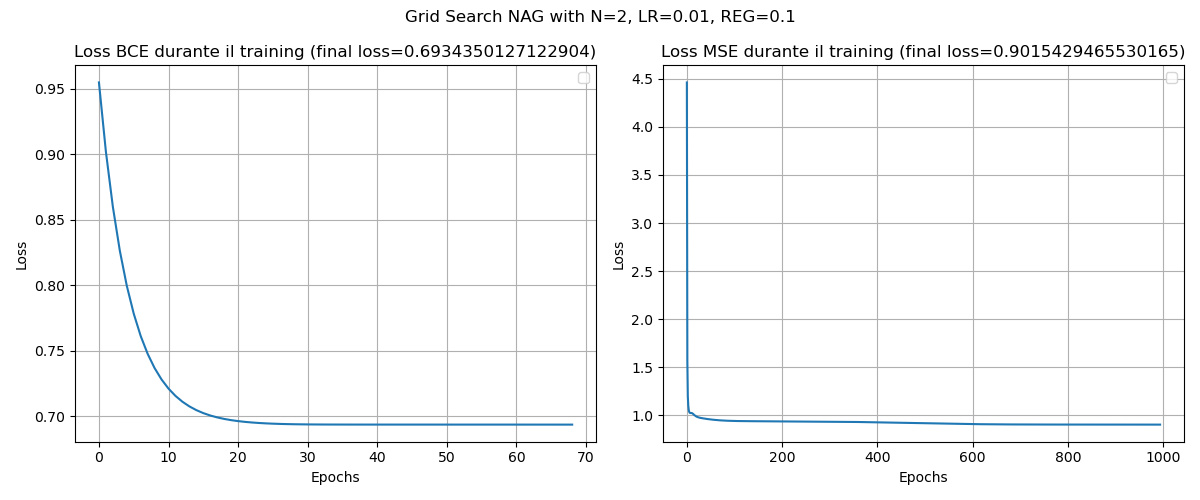 Grid Search NAG with N=2, LR=0.01, REG=0.1
Loss BCE durante il training (final loss=0.6934350127122904)
0.95
0.90
0.85
0.80
0.75
0.70
Loss
0 10 20 30 40 50 60 70
Epochs
Loss MSE durante il training (final loss=0.9015429465530165)
4.5
4.0
3.5
3.0
2.5
2.0
1.5
1.0
Loss
0 200 400 600 800 1000
Epochs